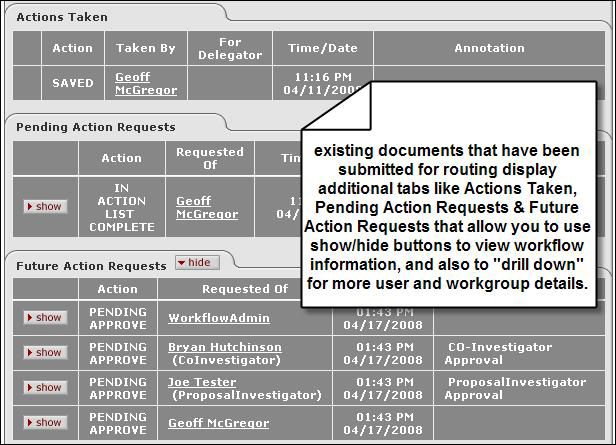 Actions Taken
Action Taken By For Delegator Time/Date Annotation
SAVED Geoff McGregor 11:16 PM 04/11/2008
Pending Action Requests
Action Requested Of
show IN ACTION LIST COMPLETE Geoff McGregor
existing documents that have been
submitted for routing display
additional tabs like Actions Taken,
Pending Action Requests & Future
Action Requests that allow you to use
show/hide buttons to view workflow
information, and also to "drill down"
for more user and workgroup details.
Future Action Requests hide
Action Requested Of
show PENDING APPROVE WorkflowAdmin 01:43 PM 04/17/2008
show PENDING APPROVE Bryan Hutchinson (CoInvestigator) 01:43 PM 04/17/2008 CO-Investigator Approval
show PENDING APPROVE Joe Tester (ProposalInvestigator) 01:43 PM 04/17/2008 ProposalInvestigator Approval
show PENDING APPROVE Geoff McGregor 01:43 PM 04/17/2008